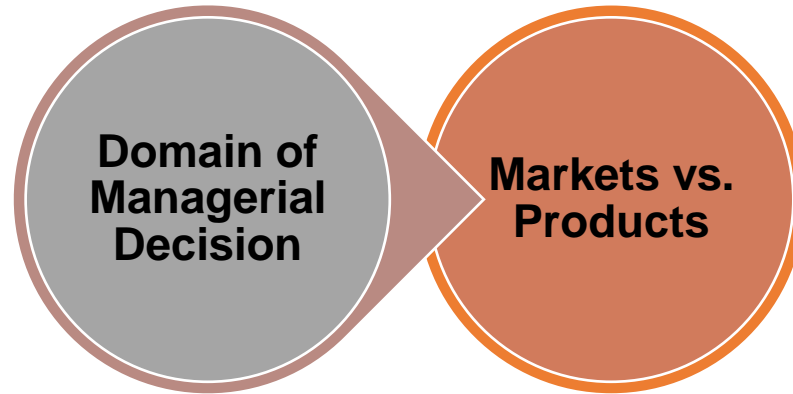 Domain of
Managerial
Decision
Markets vs.
Products